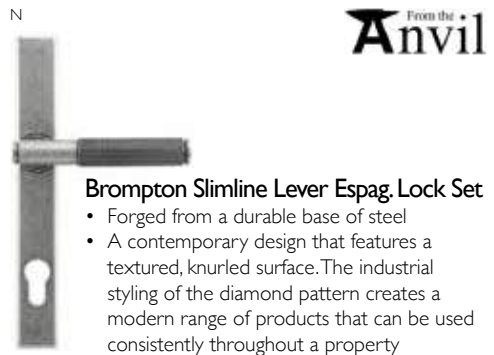 N
From the
Anvil
Brompton Slimline Lever Espag. Lock Set
• Forged from a durable base of steel
• A contemporary design that features a
textured, knurled surface. The industrial
styling of the diamond pattern creates a
modern range of products that can be used
consistently throughout a property